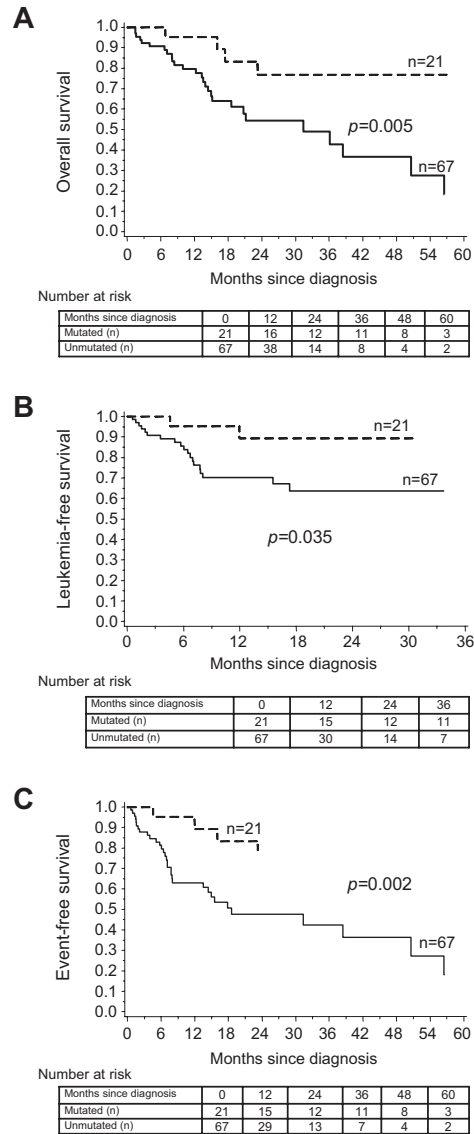 A
Overall survival
1.0
0.9
0.8
0.7
0.6
0.5
0.4
0.3
0.2
0.1
0.0
n=21
p=0.005
n=67
0 6 12 18 24 30 36 42 48 54 60
Months since diagnosis
Number at risk
Months since diagnosis 0 12 24 36 48 60
Mutated (n) 21 16 12 11 8 3
Unmutated (n) 67 38 14 8 4 2
B
Leukemia-free survival
1.0
0.9
0.8
0.7
0.6
0.5
0.4
0.3
0.2
0.1
0.0
n=21
n=67
p=0.035
0 6 12 18 24 30 36
Months since diagnosis
Number at risk
Months since diagnosis 0 12 24 36
Mutated (n) 21 15 12 11
Unmutated (n) 67 30 14 7
C
Event-free survival
1.0
0.9
0.8
0.7
0.6
0.5
0.4
0.3
0.2
0.1
0.0
n=21
p=0.002
n=67
0 6 12 18 24 30 36 42 48 54 60
Months since diagnosis
Number at risk
Months since diagnosis 0 12 24 36 48 60
Mutated (n) 21 15 12 11 8 3
Unmutated (n) 67 29 13 7 4 2